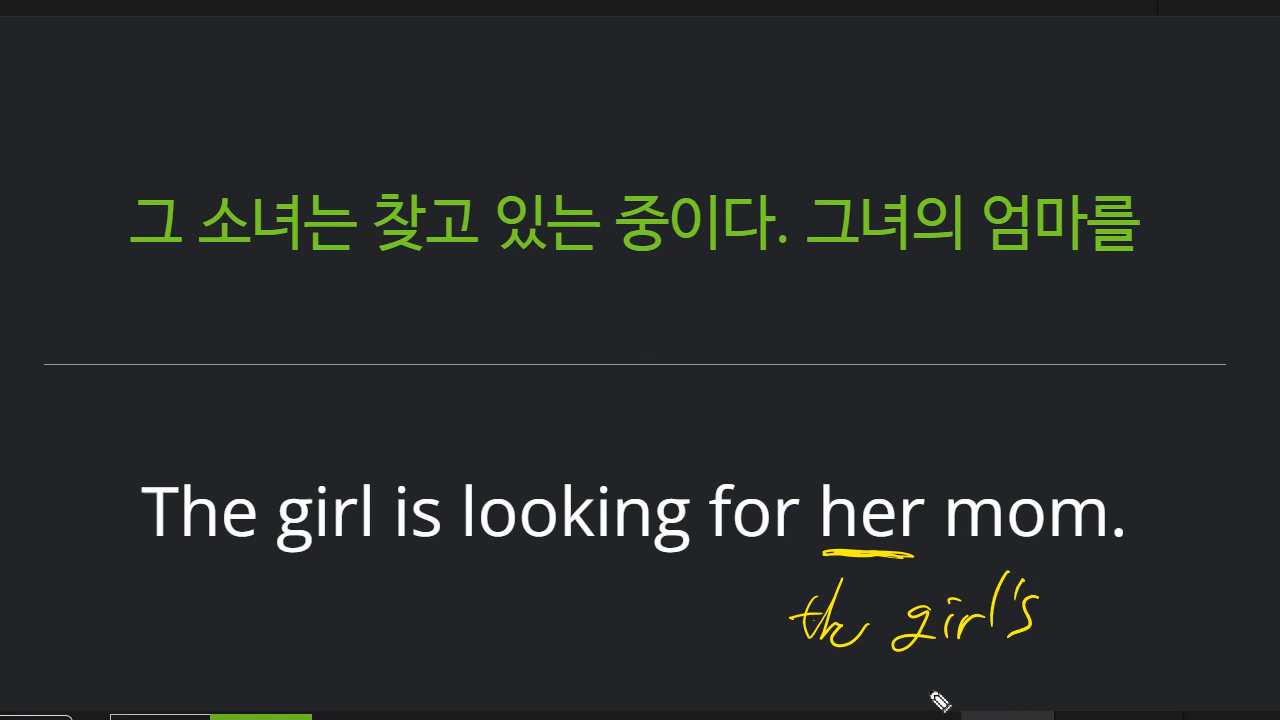 그 소녀는 찾고 있는 중이다. 그녀의 엄마를
The girl is looking for her mom.
the girl's